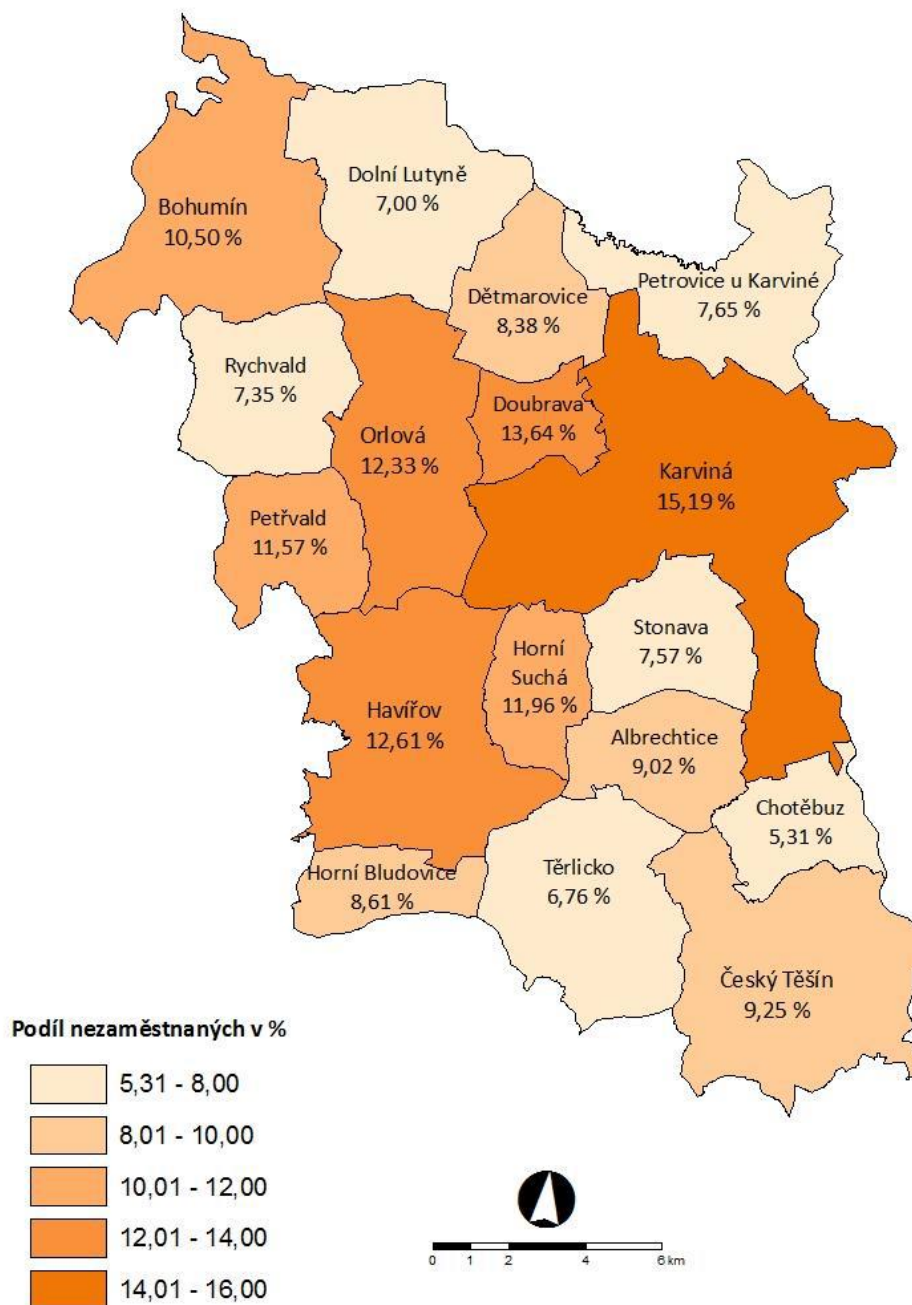 Dolní Lutyně
7,00 %
Bohumín
10,50 %
Petrovice u Karviné
7,65 %
Dětmarovice
8,38 %
Rychvald
7,35 %
Doubrava
13,64 %
Orlová
12,33 %
Karviná
15,19 %
Petřvald
11,57 %
Stonava
7,57 %
Horní
Suchá
11,96 %
Havířov
12,61 %
Albrechtice
9,02 %
Chotěbuz
5,31 %
Horní Bludovice
8,61 %
Těrlicko
6,76 %
Český Těšín
9,25 %
Podíl nezaměstnaných v %
5,31 - 8,00
8,01 - 10,00
10,01 - 12,00
12,01 - 14,00
14,01 - 16,00
0 1 2 4 6 km